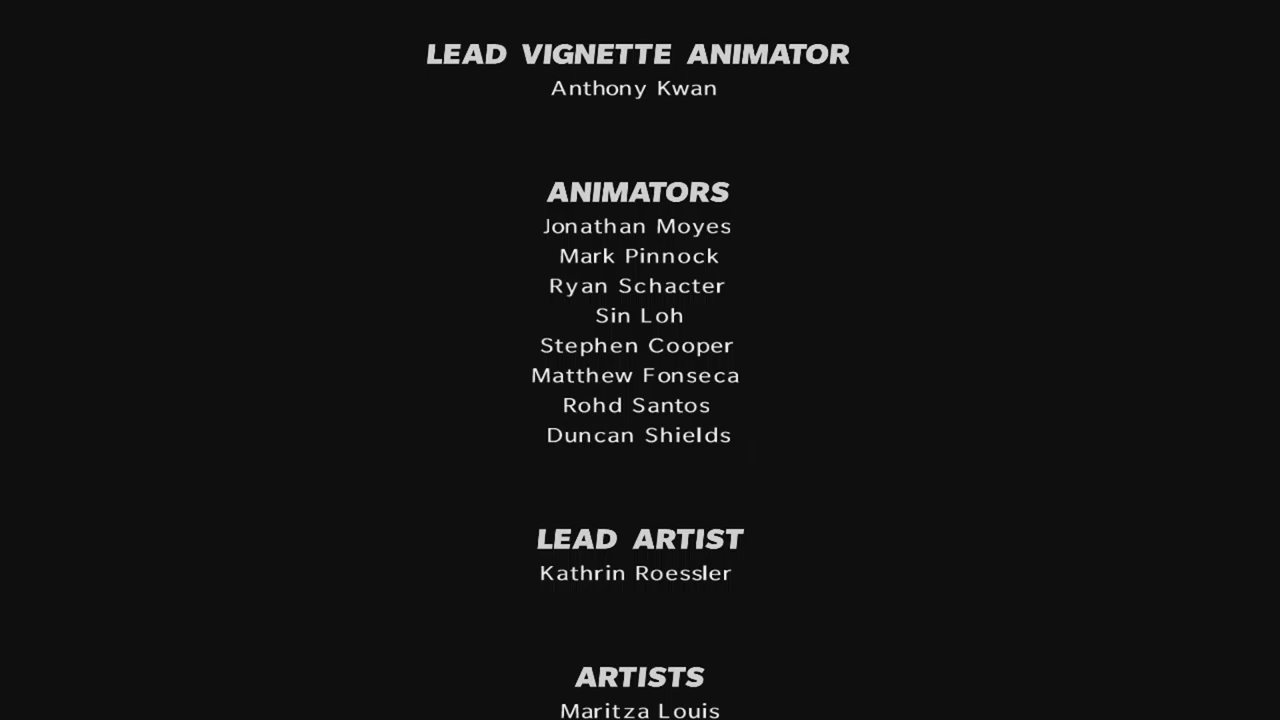 LEAD VIGNETTE ANIMATOR
Anthony Kwan
ANIMATORS
Jonathan Moyes
Mark Pinnock
Ryan Schacter
Sin Loh
Stephen Cooper
Matthew Fonseca
Rohd Santos
Duncan Shields
LEAD ARTIST
Kathrin Roessler
ARTISTS
Maritza Louis